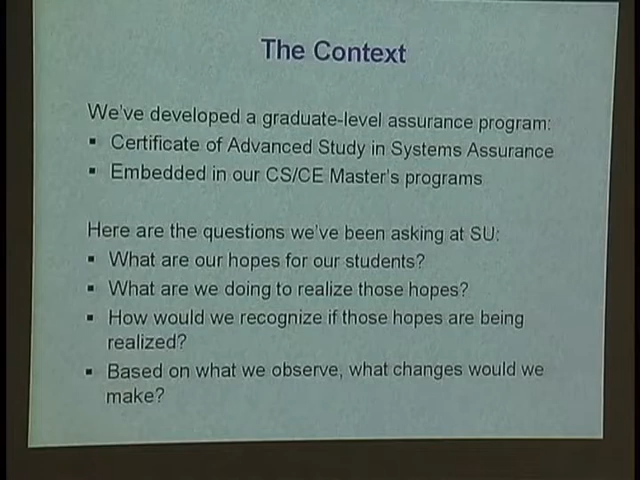 The Context
We've developed a graduate-level assurance program:
▪ Certificate of Advanced Study in Systems Assurance
▪ Embedded in our CS/CE Master's programs
Here are the questions we've been asking at SU:
▪ What are our hopes for our students?
▪ What are we doing to realize those hopes?
▪ How would we recognize if those hopes are being
realized?
▪ Based on what we observe, what changes would we
make?